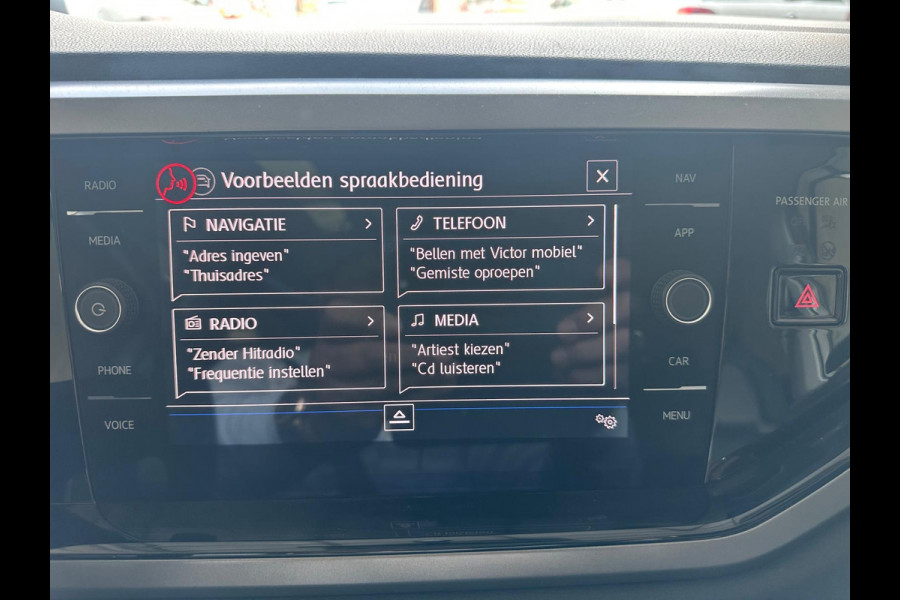 RADIO
MEDIA
PHONE
VOICE
Voorbeelden spraakbediening
NAVIGATIE
"Adres ingeven"
"Thuisadres"
TELEFOON
"Bellen met Victor mobiel"
"Gemiste oproepen"
RADIO
"Zender Hitradio"
"Frequentie instellen"
MEDIA
"Artiest kiezen"
"Cd luisteren"
NAV
APP
CAR
MENU
PASSENGER AIR